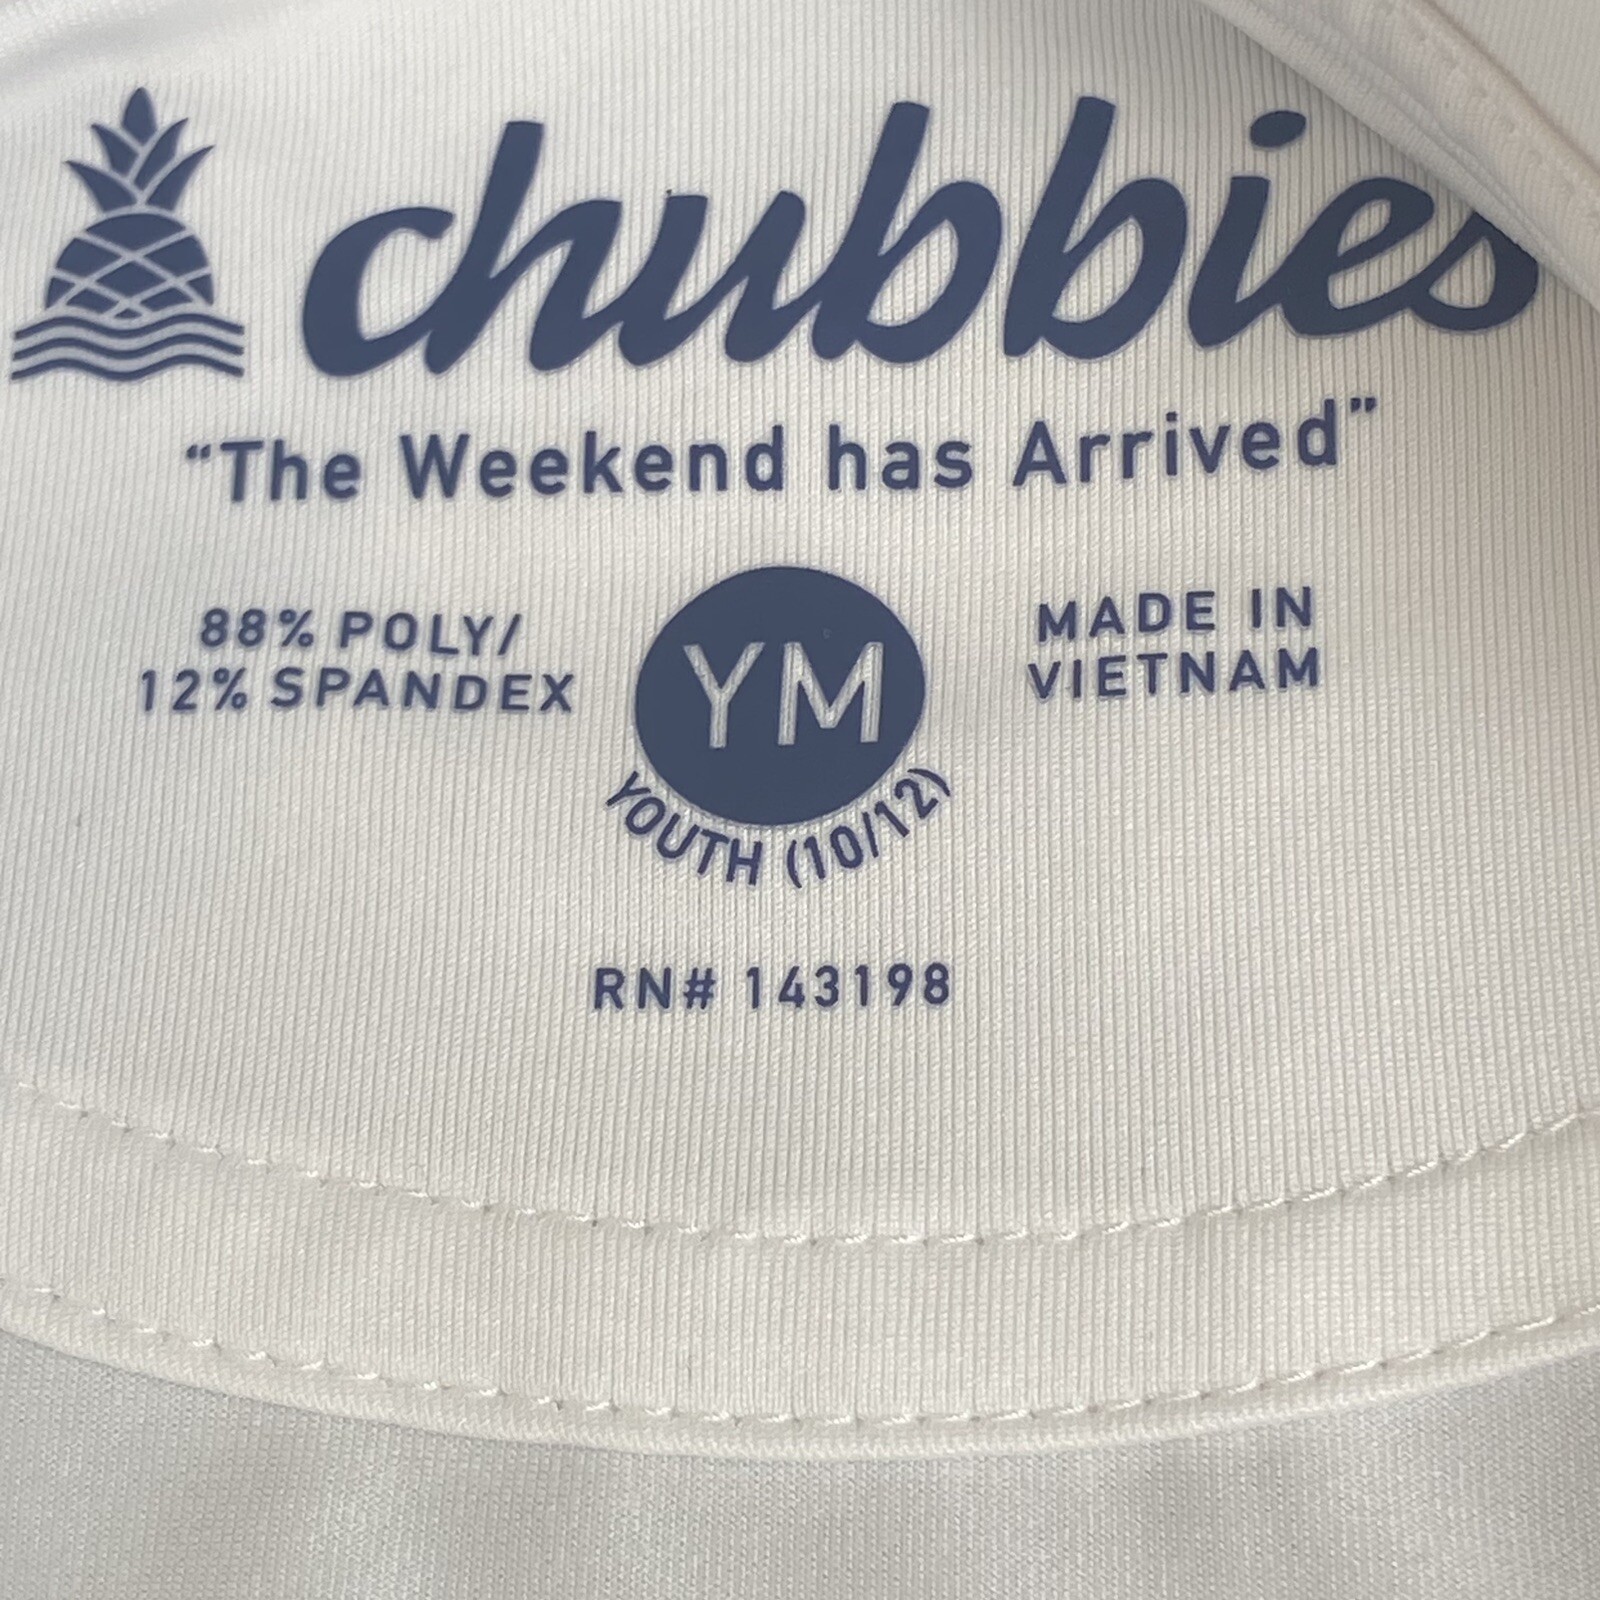 chubbies
“The Weekend has Arrived”
88% POLY/
12% SPANDEX
YM
YOUTH (10/12)
MADE IN
VIETNAM
RN# 143198